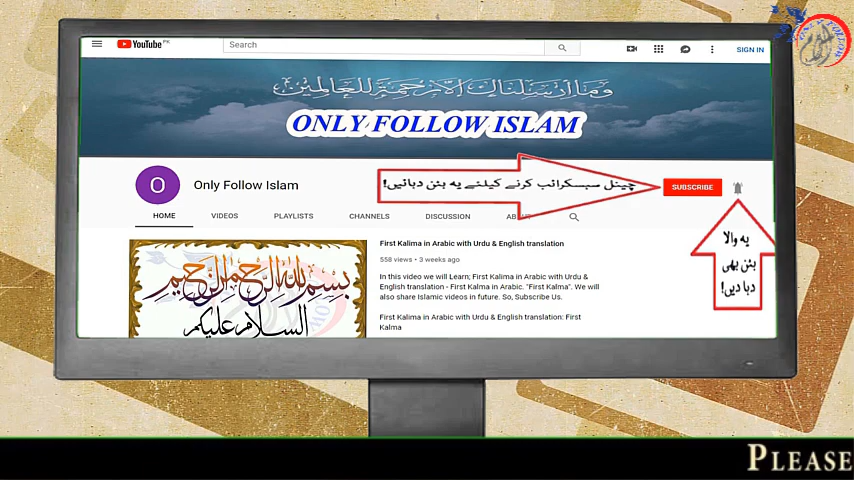 YouTube PK
Search
SIGN IN
وما ارسلناك الا رحمة للعالمين
ONLY FOLLOW ISLAM
O
Only Follow Islam
چینل سبسکرائب کرنے کیلئے یہ بٹن دبائیں!
SUBSCRIBE
HOME VIDEOS PLAYLISTS CHANNELS DISCUSSION
یہ والا
بٹن بھی
دبا دیں!
First Kalima in Arabic with Urdu & English translation
558 views • 3 weeks ago
In this video we will Learn; First Kalima in Arabic with Urdu &
English translation - First Kalima in Arabic. "First Kalma". We will
also share Islamic videos in future. So, Subscribe Us.
First Kalima in Arabic with Urdu & English translation: First
Kalma
بسم الله الرحمن الرحيم
السلام عليكم
PLEASE